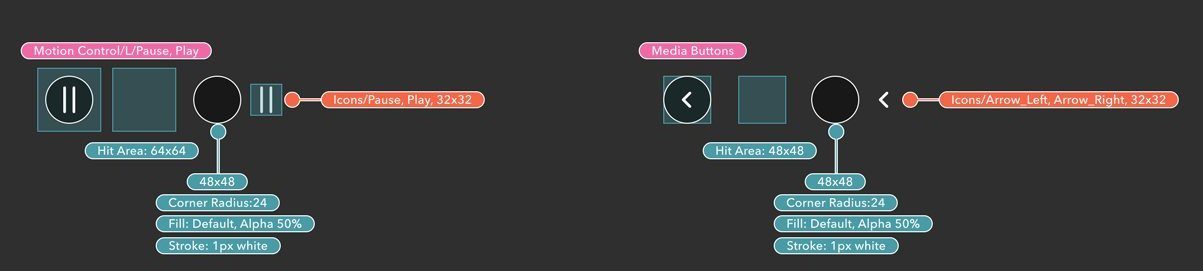 Motion Control/L/Pause, Play
Icons/Pause, Play, 32x32
Hit Area: 64x64
48x48
Corner Radius:24
Fill: Default, Alpha 50%
Stroke: 1px white
Media Buttons
Icons/Arrow_Left, Arrow_Right, 32x32
Hit Area: 48x48
48x48
Corner Radius:24
Fill: Default, Alpha 50%
Stroke: 1px white